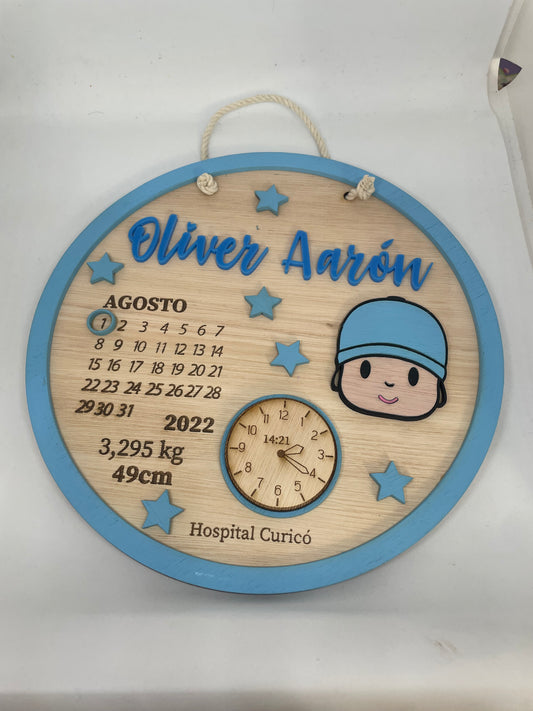 Oliver Aarón
AGOSTO
1 2 3 4 5 6 7
8 9 10 11 12 13 14
15 16 17 18 19 20 21
22 23 24 25 26 27 28
29 30 31
2022
3,295 kg
49cm
12
11 1
10 14:21 2
9 3
8 4
7 5
6
Hospital Curicó